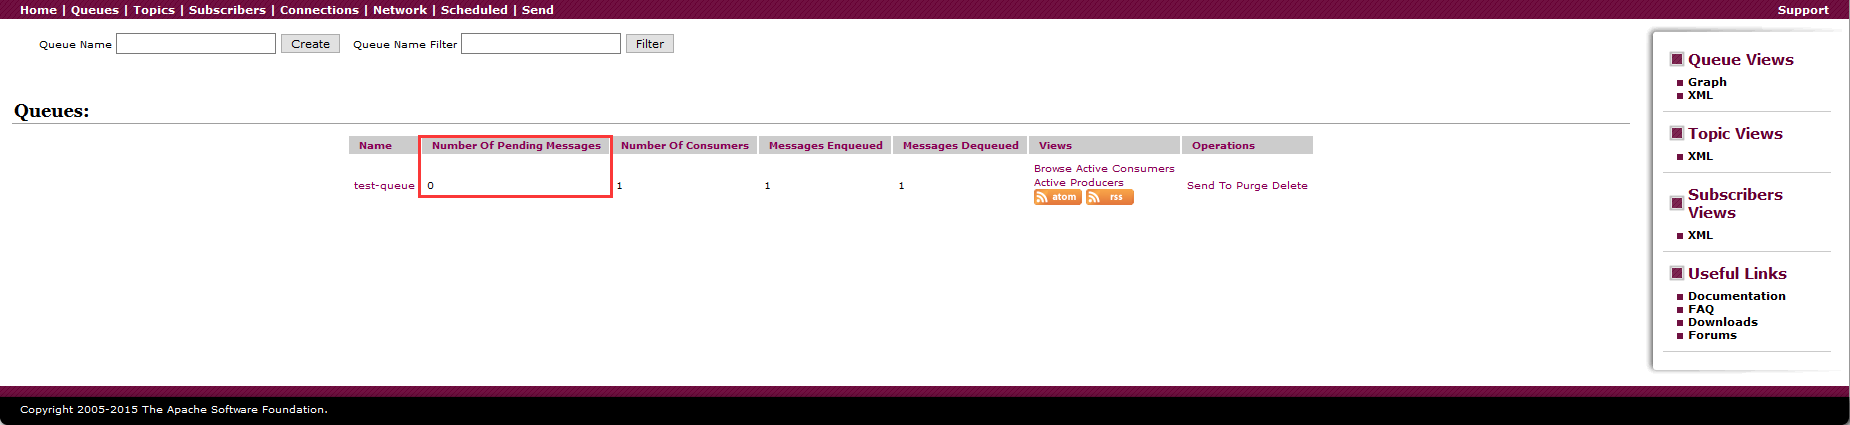 Home | Queues | Topics | Subscribers | Connections | Network | Scheduled | Send
Support
Queue Name
Create
Queue Name Filter
Filter
Queues:
Name
Number Of Pending Messages
Number Of Consumers
Messages Enqueued
Messages Dequeued
Views
Operations
test-queue
0
1
1
1
Browse Active Consumers
Active Producers
atom
rss
Send To Purge Delete
Queue Views
Graph
XML
Topic Views
XML
Subscribers
Views
XML
Useful Links
Documentation
FAQ
Downloads
Forums
Copyright 2005-2015 The Apache Software Foundation.